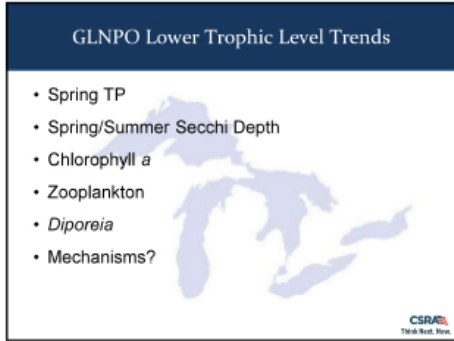 GLNPO Lower Trophic Level Trends
• Spring TP
• Spring/Summer Secchi Depth
• Chlorophyll a
• Zooplankton
• Diporeia
• Mechanisms?
CSRA
Think Next. Now.